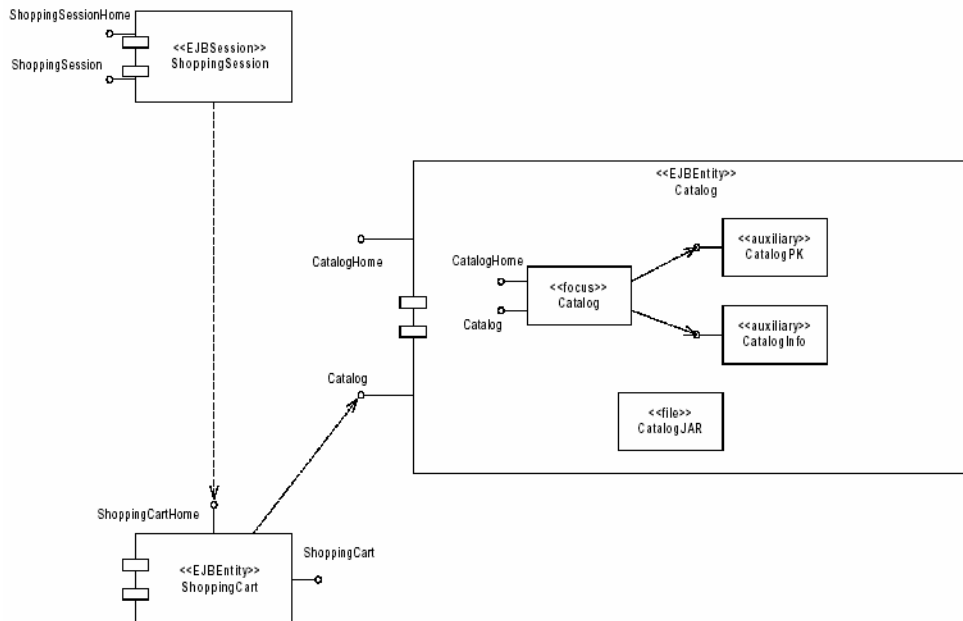 ShoppingSessionHome
<<EJBSession>>
ShoppingSession
ShoppingSession
<<EJBEntity>>
Catalog
<<auxiliary>>
CatalogPK
CatalogHome
CatalogHome
<<focus>>
Catalog
Catalog
<<auxiliary>>
CatalogInfo
Catalog
<<file>>
CatalogJAR
ShoppingCartHome
ShoppingCart
<<EJBEntity>>
ShoppingCart